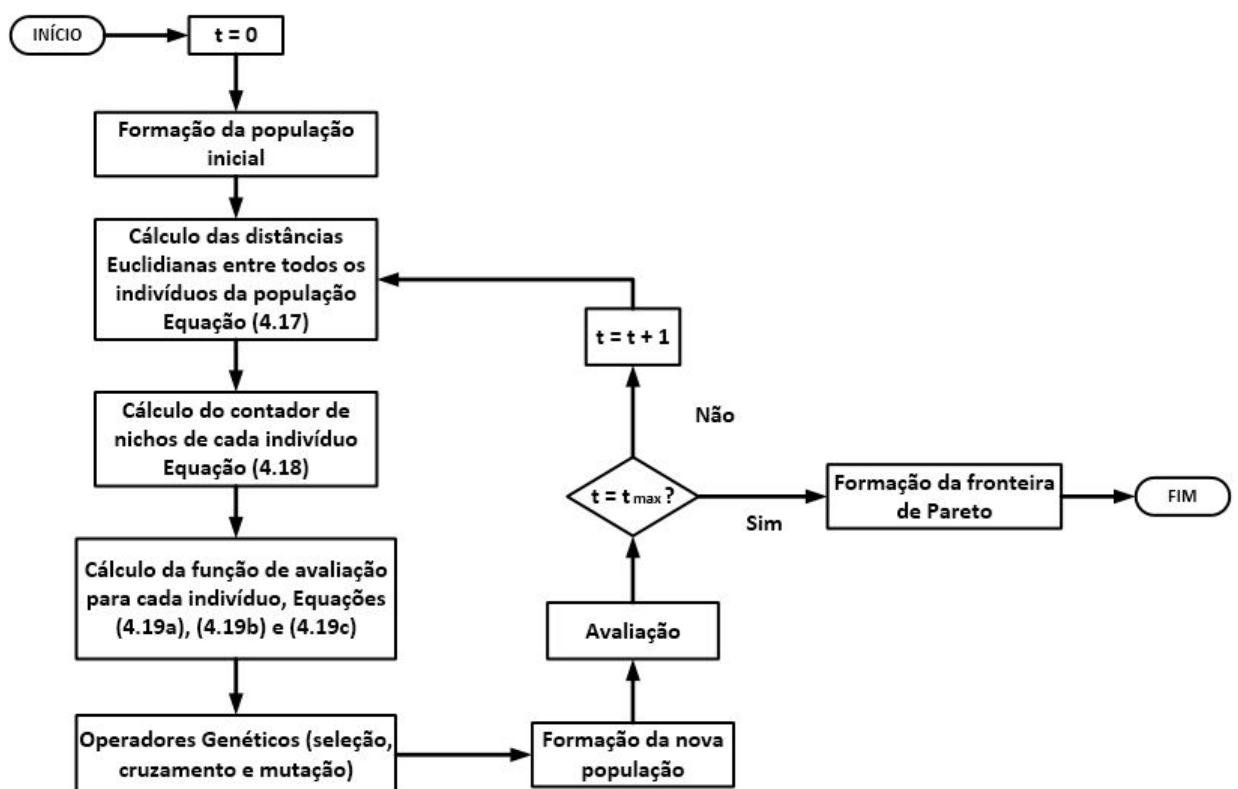 INÍCIO
t = 0
Formação da população
inicial
Cálculo das distâncias
Euclidianas entre todos os
indivíduos da população
Equação (4.17)
Cálculo do contador de
nichos de cada indivíduo
Equação (4.18)
Cálculo da função de avaliação
para cada indivíduo, Equações
(4.19a), (4.19b) e (4.19c)
Operadores Genéticos (seleção,
cruzamento e mutação)
Formação da nova
população
Avaliação
t = tmax?
Não
t = t + 1
Sim
Formação da fronteira
de Pareto
FIM